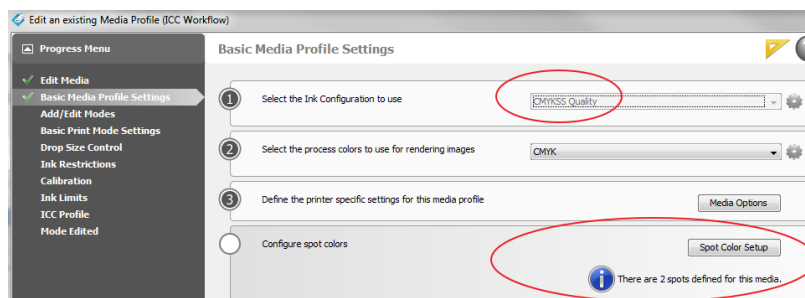 Edit an existing Media Profile (ICC Workflow)
Progress Menu
Basic Media Profile Settings
Edit Media
Basic Media Profile Settings
Add/Edit Modes
Basic Print Mode Settings
Drop Size Control
Ink Restrictions
Calibration
Ink Limits
ICC Profile
Mode Edited
1 Select the Ink Configuration to use CMYKSS Quality
2 Select the process colors to use for rendering images CMYK
3 Define the printer specific settings for this media profile Media Options
Configure spot colors Spot Color Setup
There are 2 spots defined for this media.